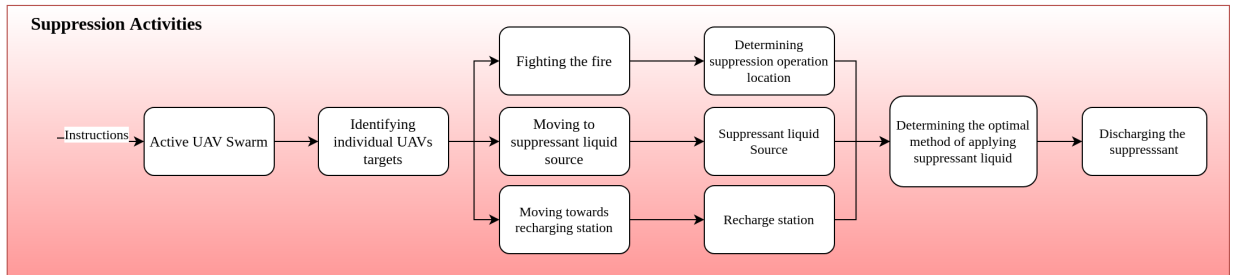 Suppression Activities
Instructions
Active UAV Swarm
Identifying
individual UAVs
targets
Fighting the fire
Determining
suppression operation
location
Moving to
suppressant liquid
source
Suppressant liquid
Source
Moving towards
recharging station
Recharge station
Determining the optimal
method of applying
suppressant liquid
Discharging the
suppresssant